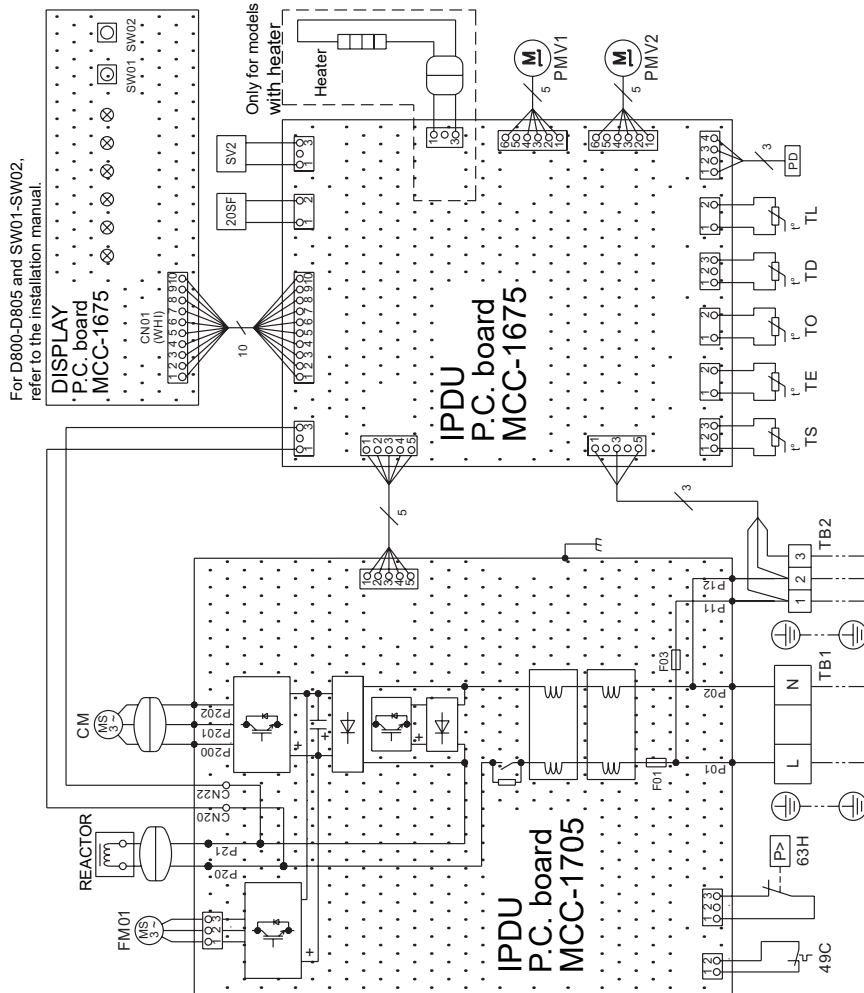 For D800-D805 and SW01-SW02,
refer to the installation manual.
DISPLAY
P.C. board
MCC-1675
SW01
SW02
CN01
(WHI)
1 2 3 4 5 6 7 8 9 10
10
1 2 3 4 5 6 7 8 9 10
1 3
20SF
1 2
SV2
1 3
Only for models
with heater
Heater
1 3
M
PMV1
5
6 5 4 3 2 1
M
PMV2
5
6 5 4 3 2 1
IPDU
P.C. board
MCC-1675
1 2 3 4 5
1 3 5
1 2 3
t°
TS
1 2
t°
TE
1 2
t°
TO
1 2 3
t°
TD
1 2
t°
TL
1 2 3 4
3
PD
5
1 2 3 4 5
3
FM01
MS
3 ~
1 2 3
REACTOR
P20
P21
CN20
CN22
CM
MS
3 ~
P200
P201
P202
+
+
+
+
IPDU
P.C. board
MCC-1705
F01
F03
P01
P02
P11
P12
1 2
49C
1 2 3
P>
63H
L
N
TB1
1 2 3
TB2